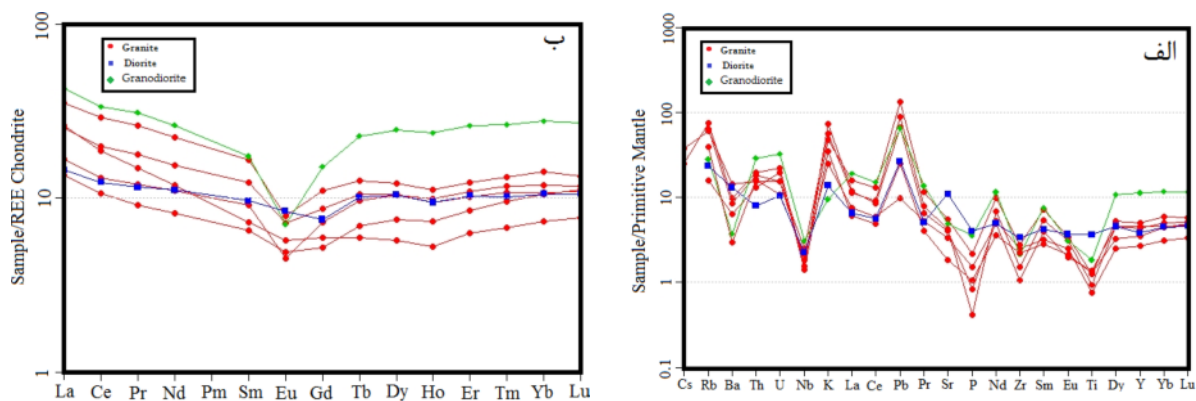 ب
Granite
Diorite
Granodiorite
Sample/REE Chondrite
100
10
1
La Ce Pr Nd Pm Sm Eu Gd Tb Dy Ho Er Tm Yb Lu
الف
Granite
Diorite
Granodiorite
Sample/Primitive Mantle
1000
100
10
1
0.1
Cs Rb Ba Th U Nb K La Ce Pb Pr Sr P Nd Zr Sm Eu Ti Dy Y Yb Lu